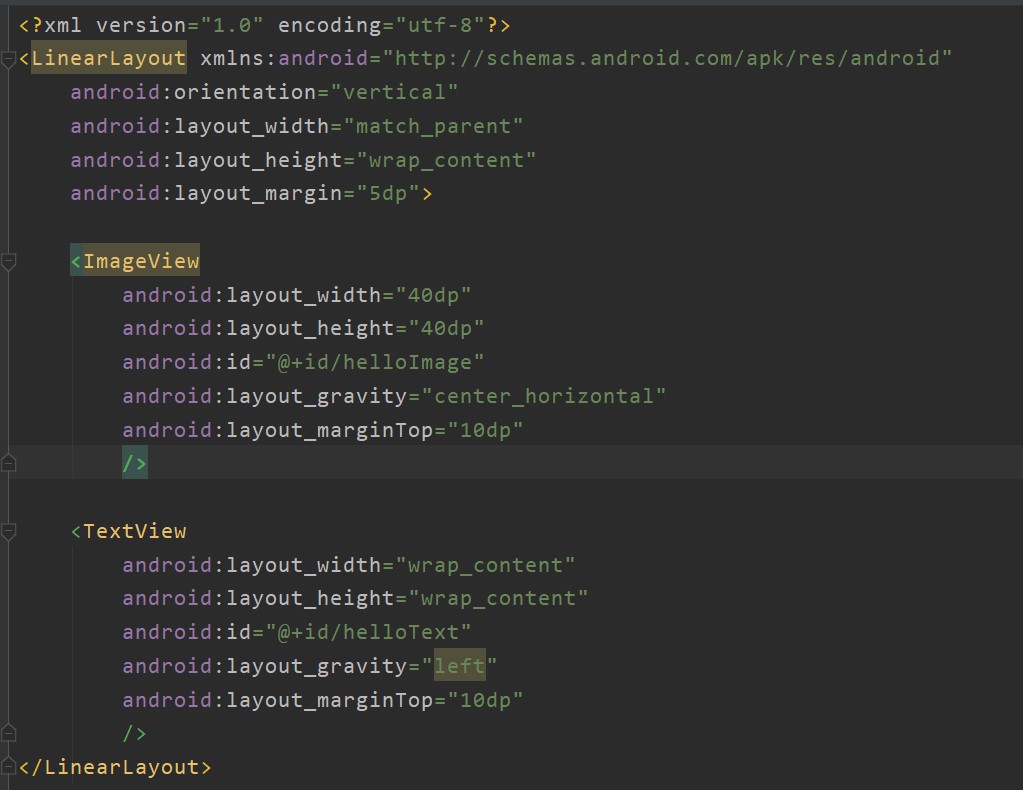 <?xml version="1.0" encoding="utf-8"?>
<LinearLayout xmlns:android="http://schemas.android.com/apk/res/android"
    android:orientation="vertical"
    android:layout_width="match_parent"
    android:layout_height="wrap_content"
    android:layout_margin="5dp">

    <ImageView
        android:layout_width="40dp"
        android:layout_height="40dp"
        android:id="@+id/helloImage"
        android:layout_gravity="center_horizontal"
        android:layout_marginTop="10dp"
        />

    <TextView
        android:layout_width="wrap_content"
        android:layout_height="wrap_content"
        android:id="@+id/helloText"
        android:layout_gravity="left"
        android:layout_marginTop="10dp"
        />
</LinearLayout>